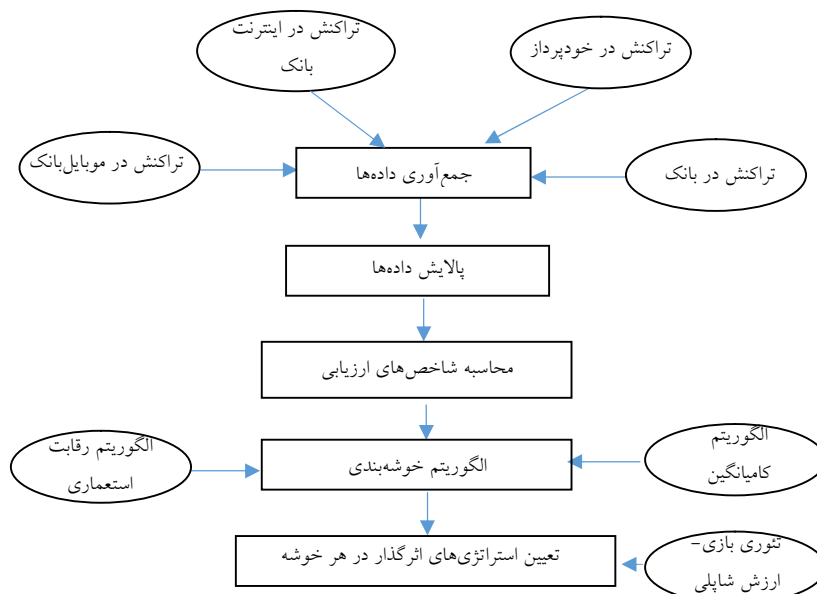 تراکنش در اینترنت
بانک
تراکنش در خودپرداز
تراکنش در موبایل‌بانک
جمع‌آوری داده‌ها
تراکنش در بانک
پالایش داده‌ها
محاسبه شاخص‌های ارزیابی
الگوریتم رقابت
استعماری
الگوریتم خوشه‌بندی
الگوریتم
کامیانگین
تعیین استراتژی‌های اثرگذار در هر خوشه
تئوری بازی-
ارزش شاپلی